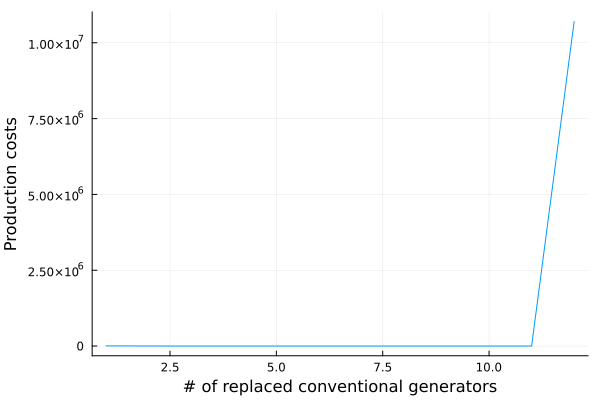 Production costs
1.00×10⁷
7.50×10⁶
5.00×10⁶
2.50×10⁶
0
2.5 5.0 7.5 10.0
# of replaced conventional generators